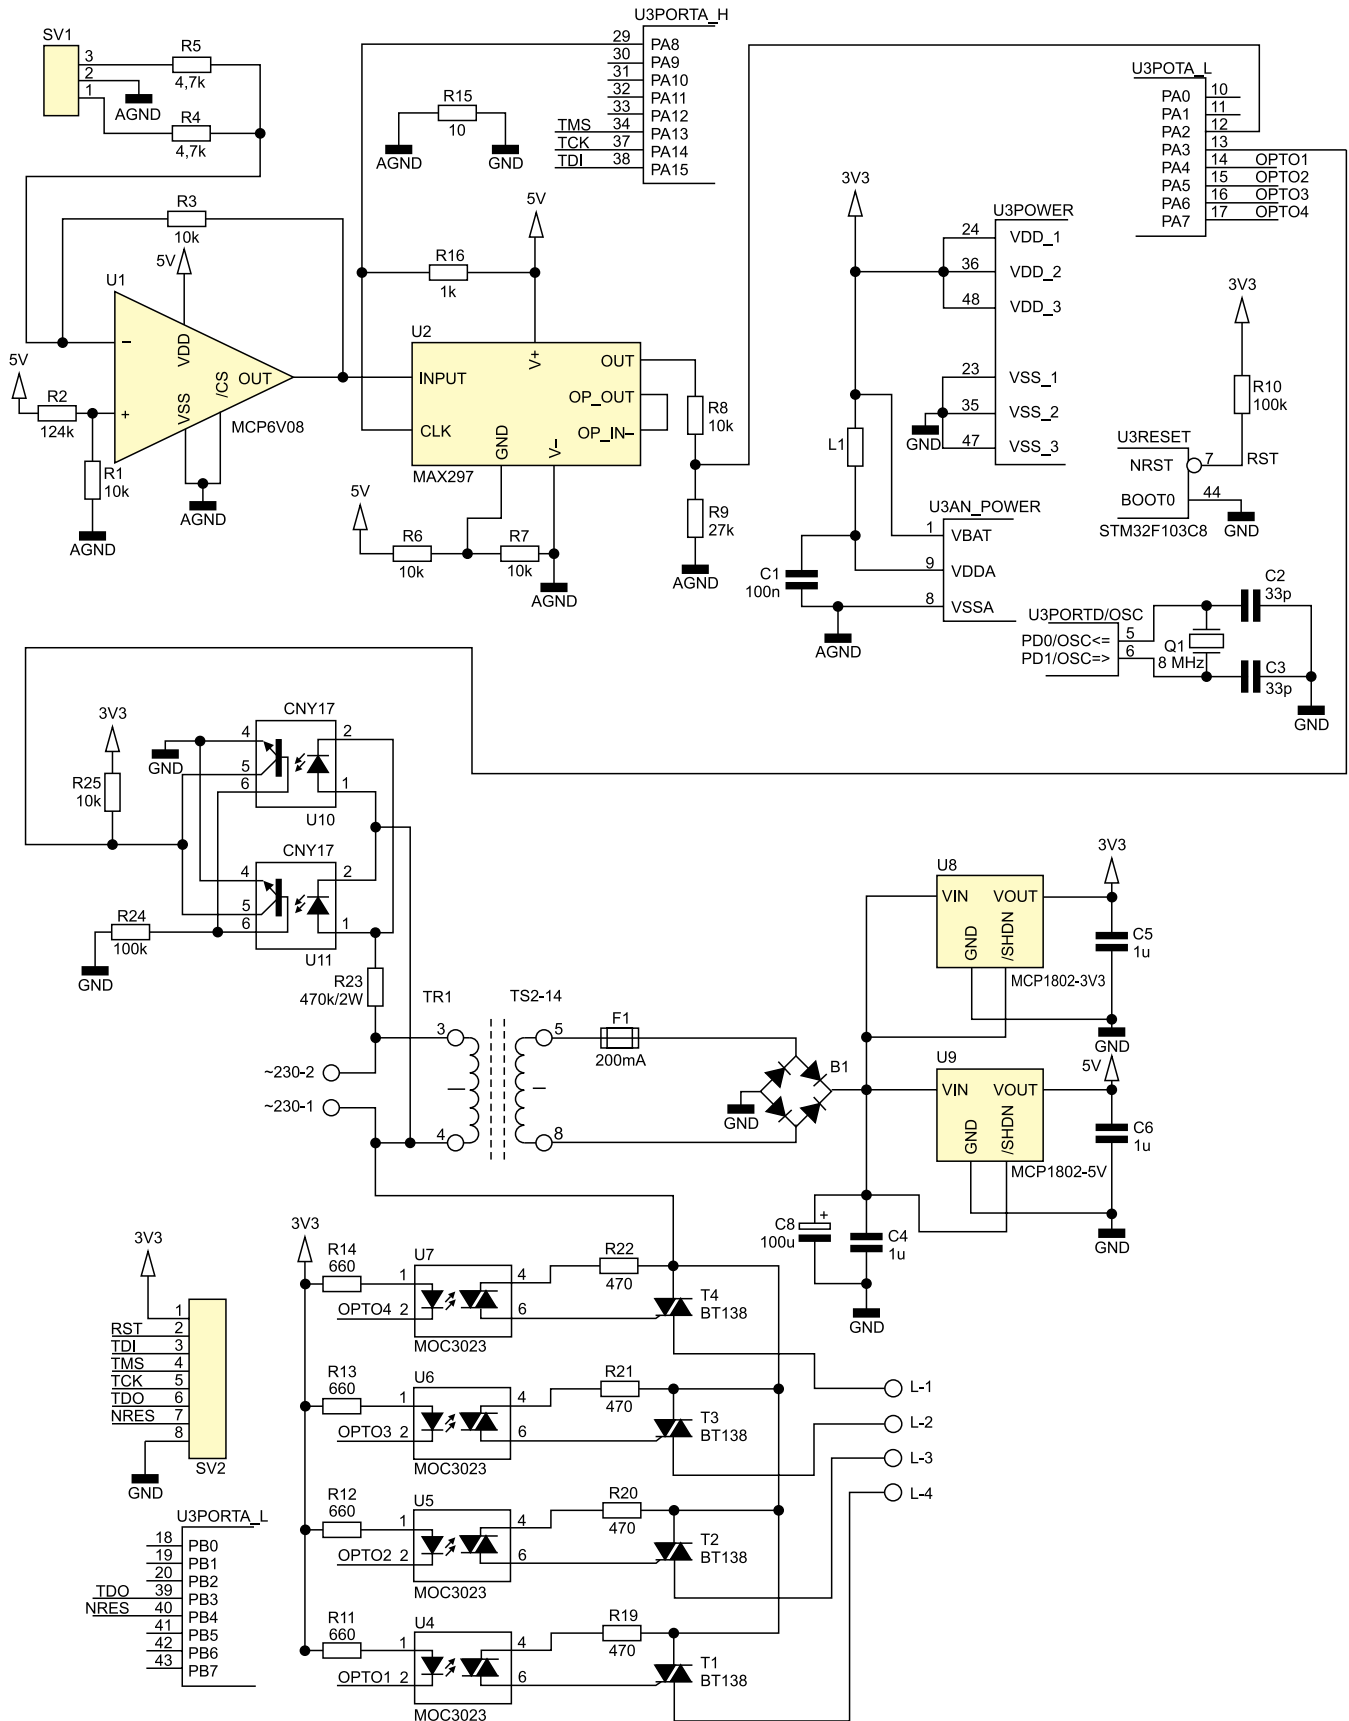 SV1
3
2
1
R5
4,7k
AGND
R4
4,7k
R3
10k
5V
U1
VDD
VSS
/CS
OUT
−
+
MCP6V08
5V
R2
124k
R1
10k
AGND
AGND
U3PORTA_H
29 PA8
30 PA9
31 PA10
32 PA11
33 PA12
TMS 34 PA13
TCK 37 PA14
TDI 38 PA15
R15
10
AGND
GND
5V
R16
1k
U2
INPUT
CLK
V+
OUT
OP_OUT
OP_IN−
GND
V−
MAX297
5V
R6
10k
R7
10k
AGND
R8
10k
R9
27k
AGND
U3POTA_L
PA0 10
PA1 11
PA2 12
PA3 13
PA4 14 OPTO1
PA5 15 OPTO2
PA6 16 OPTO3
PA7 17 OPTO4
3V3
U3POWER
24 VDD_1
36 VDD_2
48 VDD_3
23 VSS_1
35 VSS_2
47 VSS_3
GND
L1
U3AN_POWER
1 VBAT
9 VDDA
8 VSSA
C1
100n
AGND
3V3
R10
100k
U3RESET
NRST 7 RST
BOOT0 44
STM32F103C8
GND
U3PORTD/OSC
PD0/OSC<= 5
PD1/OSC=> 6
Q1
8 MHz
C2
33p
C3
33p
GND
3V3
R25
10k
GND
CNY17
4
5
6
2
1
U10
CNY17
4
5
6
2
1
U11
R24
100k
GND
R23
470k/2W
TR1
TS2-14
3
4
5
8
~230-2
~230-1
F1
200mA
B1
GND
U8
VIN
VOUT
GND
/SHDN
MCP1802-3V3
3V3
C5
1u
GND
U9
VIN
VOUT
GND
/SHDN
MCP1802-5V
5V
C6
1u
GND
C8
100u
+
C4
1u
GND
3V3
1
RST 2
TDI 3
TMS 4
TCK 5
TDO 6
NRES 7
8
SV2
GND
U3PORTA_L
18 PB0
19 PB1
20 PB2
TDO 39 PB3
NRES 40 PB4
41 PB5
42 PB6
43 PB7
3V3
R14
660
U7
1
OPTO4 2
4
6
MOC3023
R22
470
T4
BT138
R13
660
U6
1
OPTO3 2
4
6
MOC3023
R21
470
T3
BT138
R12
660
U5
1
OPTO2 2
4
6
MOC3023
R20
470
T2
BT138
R11
660
U4
1
OPTO1 2
4
6
MOC3023
R19
470
T1
BT138
L-1
L-2
L-3
L-4